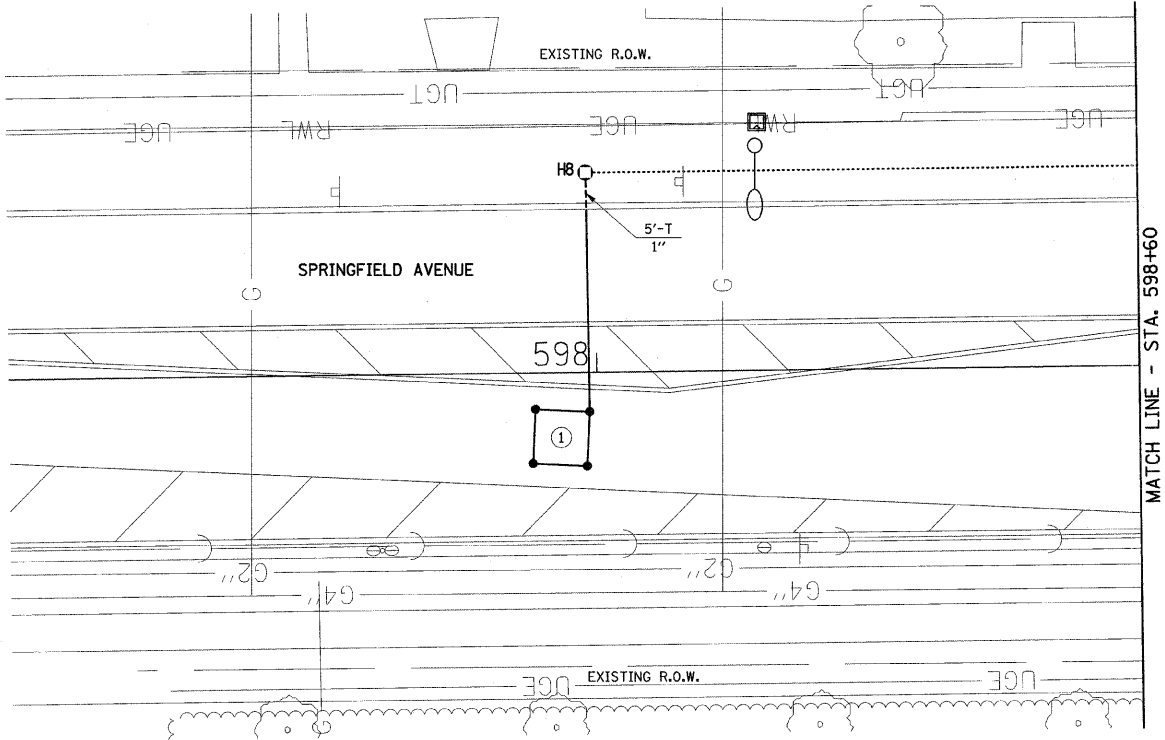 EXISTING R.O.W.
UGT UGT
UGE RWL UGE RW UGE
H8
5'-T
1"
SPRINGFIELD AVENUE
G G
598
1
MATCH LINE - STA. 598+60
G2" G2"
G4" G4"
EXISTING R.O.W.
UGE UGE
G